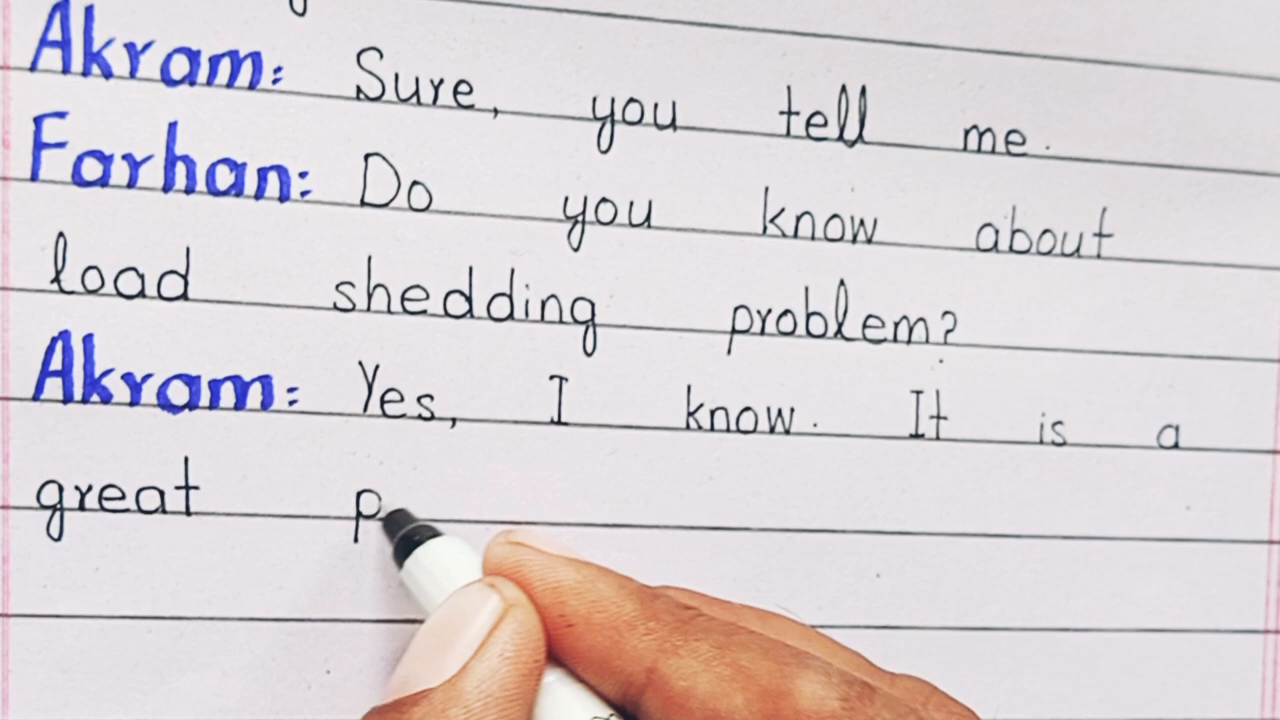 Akram: Sure, you tell me.
Farhan: Do you know about
load shedding problem?
Akram: Yes, I know. It is a
great p